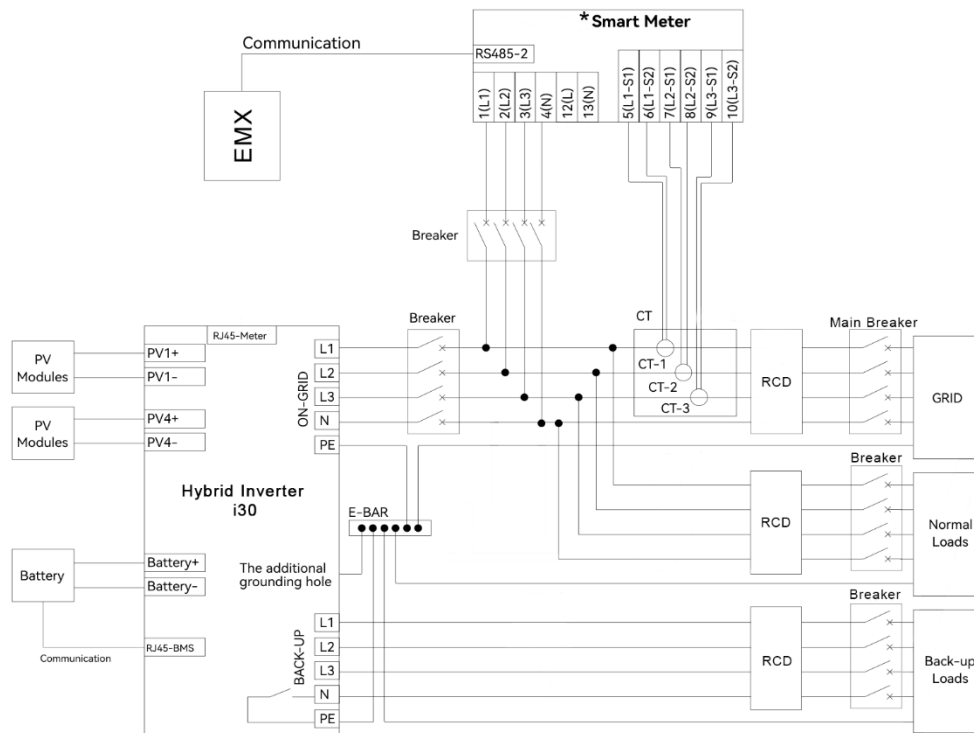 *Smart Meter
Communication
RS485-2
1(L1)
2(L2)
3(L3)
4(N)
12(L)
13(N)
5(L1-S1)
6(L1-S2)
7(L2-S1)
8(L2-S2)
9(L3-S1)
10(L3-S2)
EMX
Breaker
Breaker
CT
Main Breaker
RJ45-Meter
PV
Modules
PV1+
PV1-
PV
Modules
PV4+
PV4-
ON-GRID
L1
L2
L3
N
PE
CT-1
CT-2
CT-3
RCD
GRID
Hybrid Inverter
i30
E-BAR
Breaker
RCD
Normal
Loads
The additional
grounding hole
Battery
Battery+
Battery-
RJ45-BMS
Communication
BACK-UP
L1
L2
L3
N
PE
Breaker
RCD
Back-up
Loads